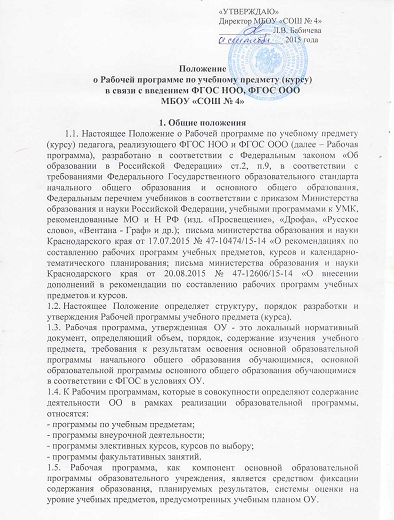 «УТВЕРЖДАЮ»
Директор МБОУ «СОШ № 4»
Л.В. Бабичева
2015 года
Положение
о Рабочей программе по учебному предмету (курсу)
в связи с введением ФГОС НОО, ФГОС ООО
МБОУ «СОШ № 4»
1. Общие положения
1.1. Настоящее Положение о Рабочей программе по учебному предмету
(курсу) педагога, реализующего ФГОС НОО и ФГОС ООО (далее – Рабочая
программа), разработано в соответствии с Федеральным законом «Об
образовании в Российской Федерации» ст.2, п.9, в соответствии с
требованиями Федерального Государственного образовательного стандарта
начального общего образования и основного общего образования,
Федеральным перечнем учебников в соответствии с приказом Министерства
образования и науки Российской Федерации, учебными программами к УМК,
рекомендованные МО и Н РФ (изд. «Просвещение», «Дрофа», «Русское
слово», «Вентана - Граф» и др.); письма министерства образования и науки
Краснодарского края от 17.07.2015 № 47-10474/15-14 «О рекомендациях по
составлению рабочих программ учебных предметов, курсов и календарно-
тематического планирования; письма министерства образования и науки
Краснодарского края от 20.08.2015 № 47-12606/15-14 «О внесении
дополнений в рекомендации по составлению рабочих программ учебных
предметов и курсов.
1.2. Настоящее Положение определяет структуру, порядок разработки и
утверждения Рабочей программы учебного предмета (курса).
1.3. Рабочая программа, утвержденная ОУ - это локальный нормативный
документ, определяющий объем, порядок, содержание изучения учебного
предмета, требования к результатам освоения основной образовательной
программы начального общего образования обучающимися, основной
образовательной программы основного общего образования обучающимися
в соответствии с ФГОС в условиях ОУ.
1.4. К Рабочим программам, которые в совокупности определяют содержание
деятельности ОО в рамках реализации образовательной программы,
относятся:
- программы по учебным предметам;
- программы внеурочной деятельности;
- программы элективных курсов, курсов по выбору;
- программы факультативных занятий.
1.5. Рабочая программа, как компонент основной образовательной
программы образовательного учреждения, является средством фиксации
содержания образования, планируемых результатов, системы оценки на
уровне учебных предметов, предусмотренных учебным планом ОУ.